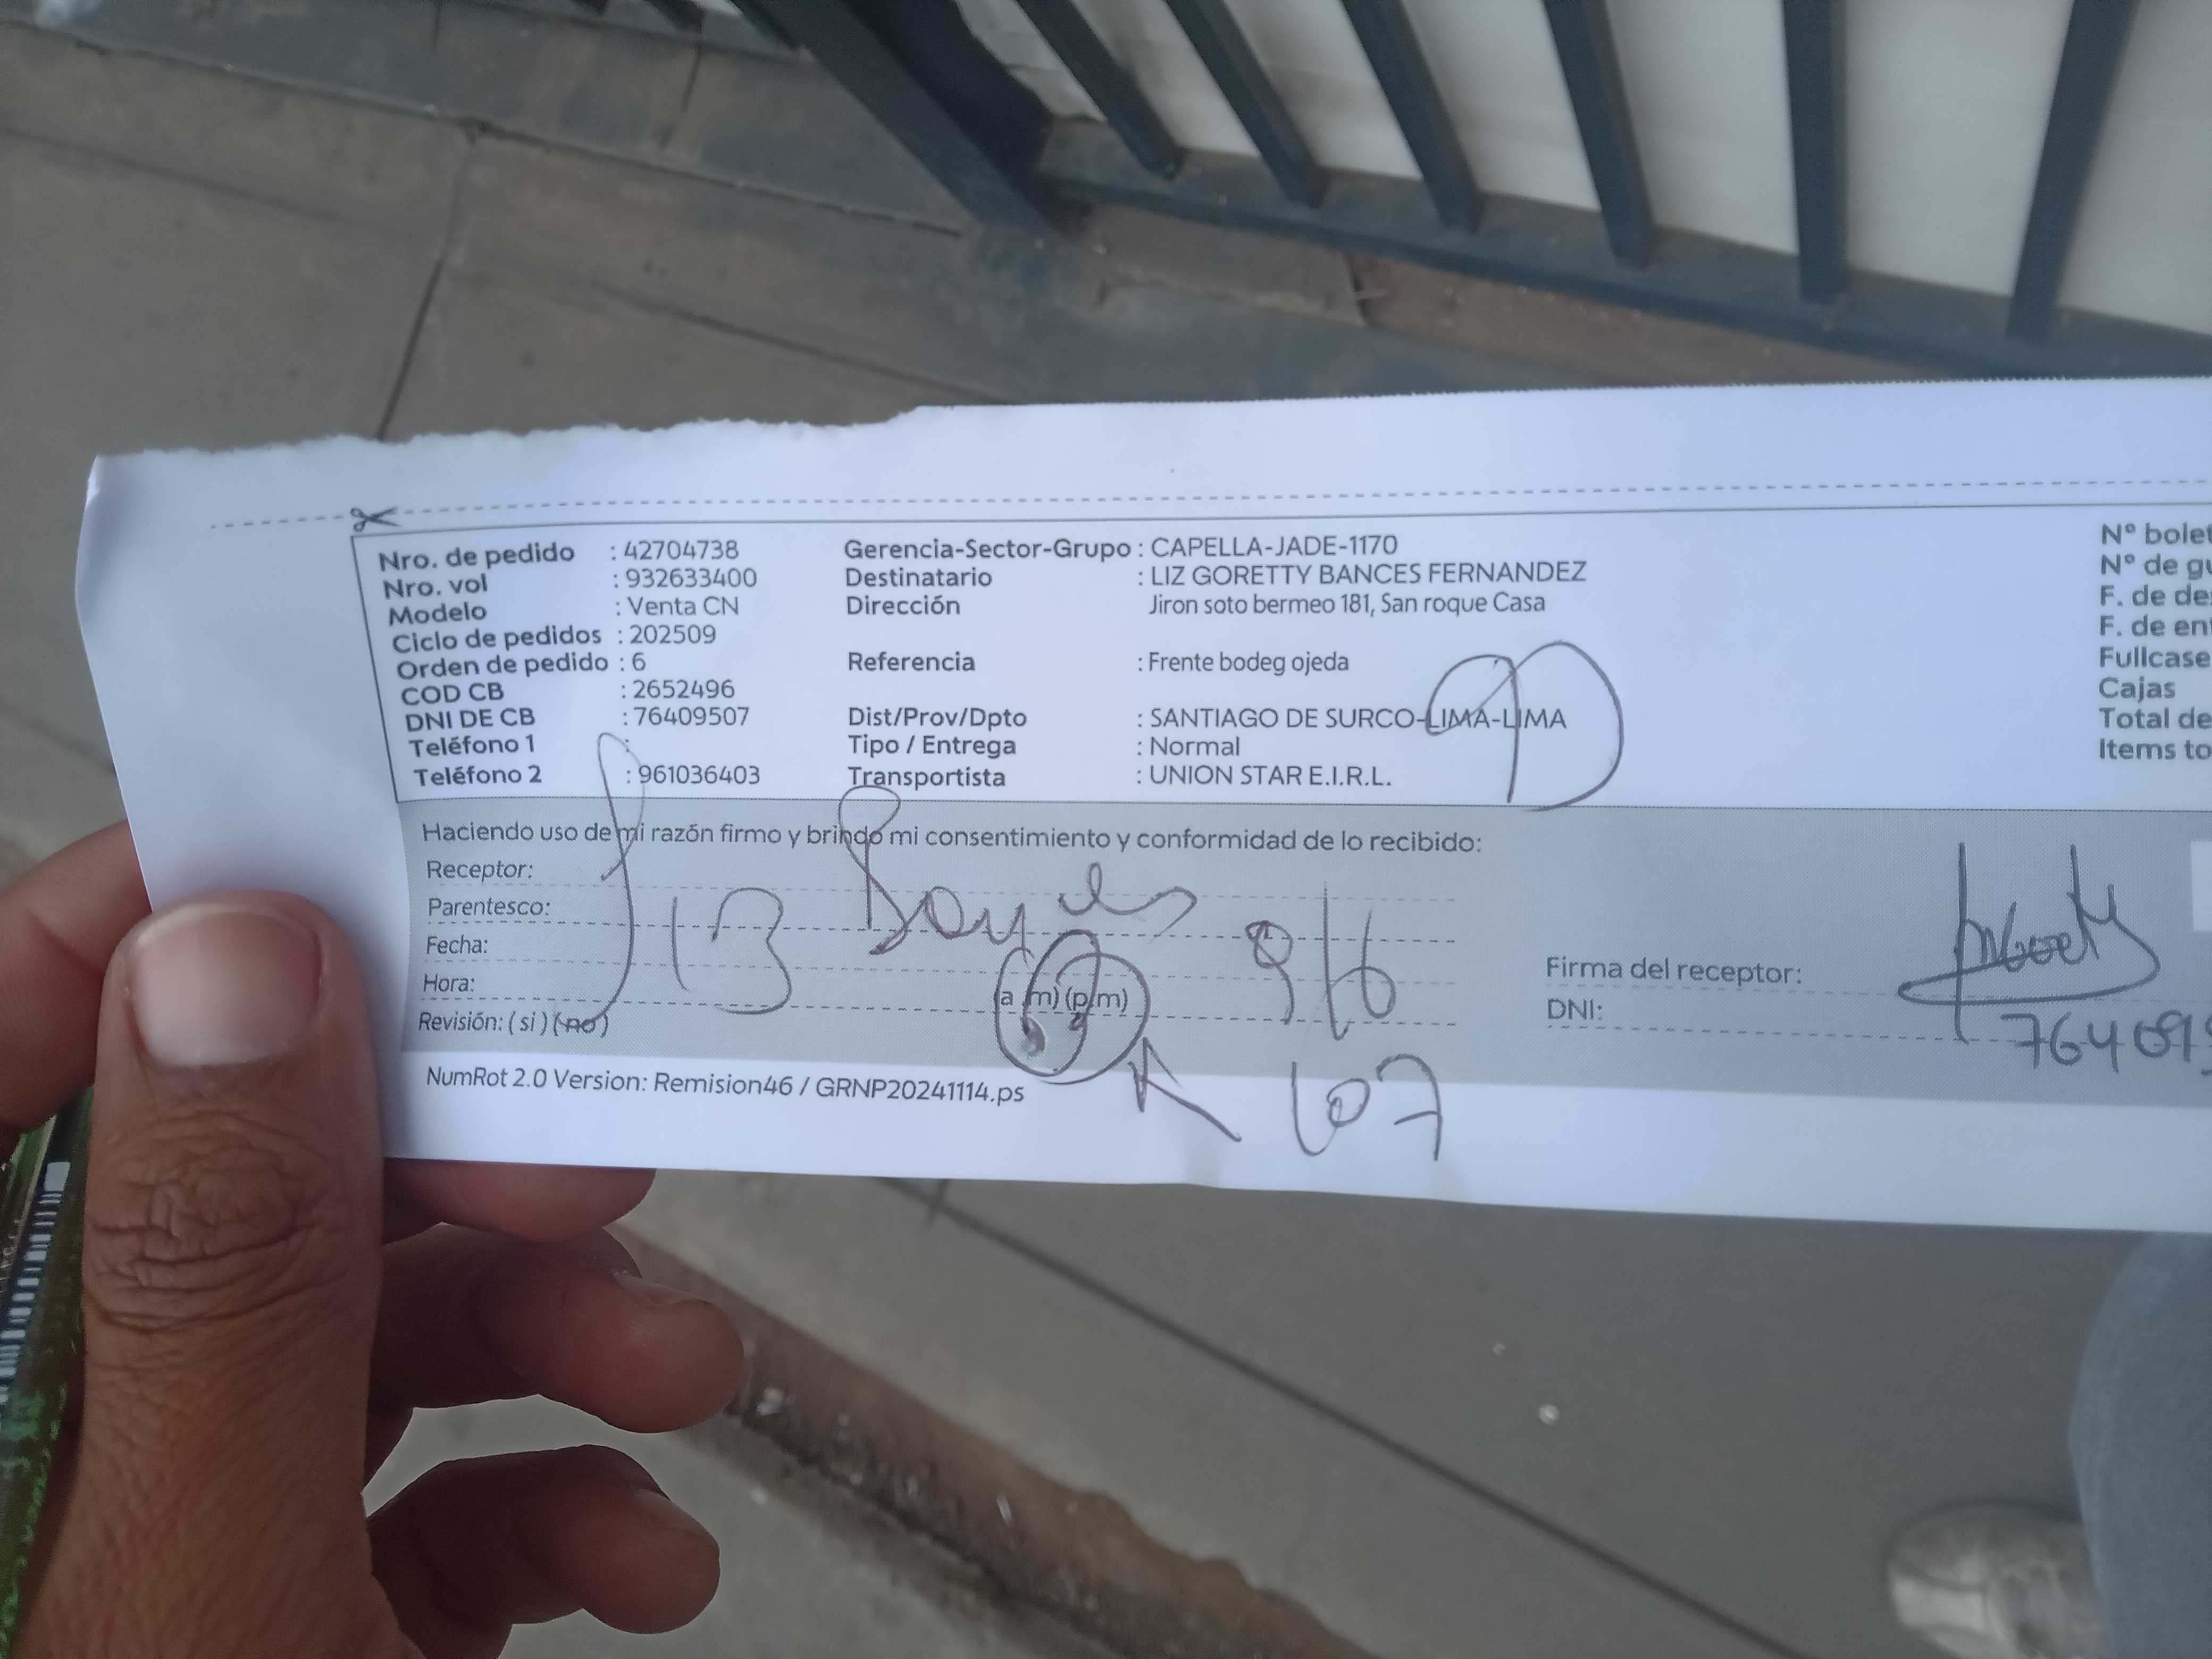 Nro. de pedido : 42704738
Nro. vol : 932633400
Modelo : Venta CN
Ciclo de pedidos : 202509
Orden de pedido : 6
COD CB : 2652496
DNI DE CB : 76409507
Teléfono 1 :
Teléfono 2 : 961036403
Gerencia-Sector-Grupo : CAPELLA-JADE-1170
Destinatario : LIZ GORETTY BANCES FERNANDEZ
Dirección Jiron soto bermeo 181, San roque Casa
Referencia : Frente bodeg ojeda
Dist/Prov/Dpto : SANTIAGO DE SURCO-LIMA-LIMA
Tipo / Entrega : Normal
Transportista : UNION STAR E.I.R.L.
Nº bolet
Nº de gu
F. de de
F. de ent
Fullcase
Cajas
Total de
Items to
Haciendo uso de mi razón firmo y brindo mi consentimiento y conformidad de lo recibido:
Receptor:
Parentesco:
Fecha:
Hora: (a.m) (p.m)
Revisión: (si) (no)
107
Firma del receptor:
DNI: 76409
NumRot 2.0 Version: Remision46 / GRNP20241114.ps